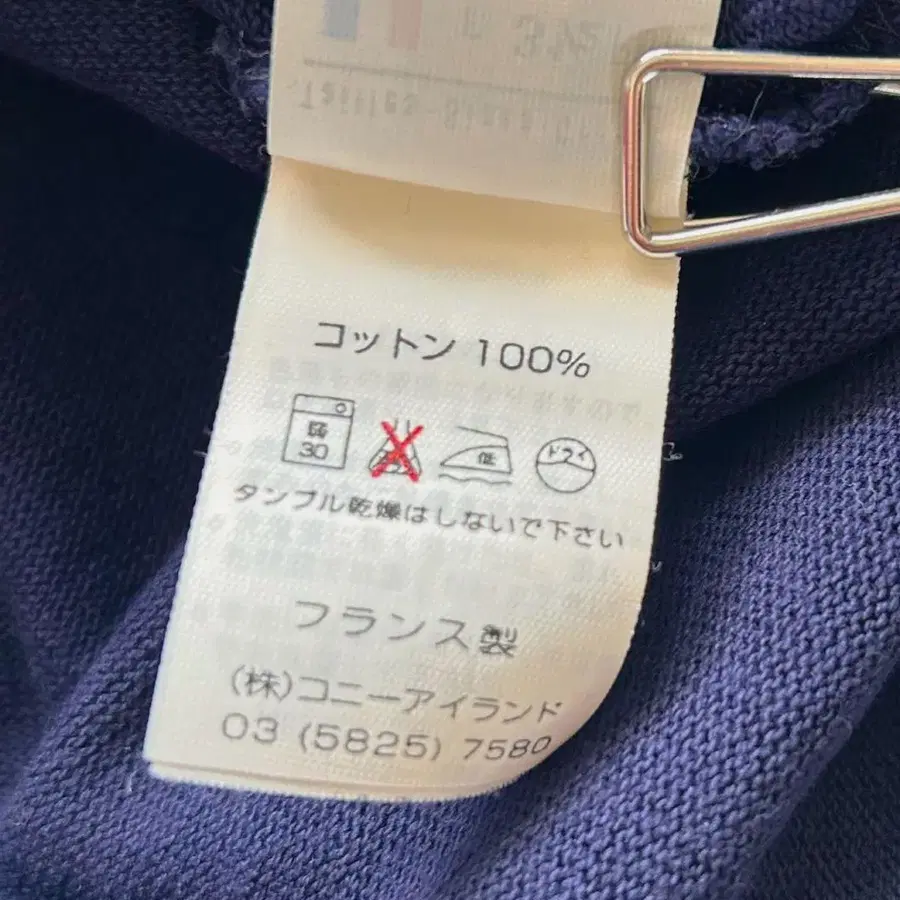 コットン 100%
弱
30
低
ドライ
タンブル乾燥はしないで下さい
フランス製
(株)コニーアイランド
03 (5825) 7580